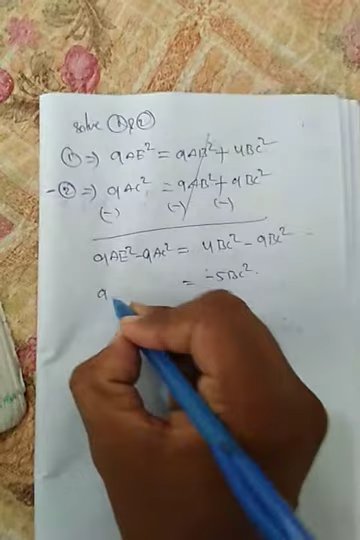 solve ① & ②
① => 9AE² = 9AB² + 4BC²
-② => 9AC² = 9AB² + 9BC²
(-) (-) (-)
9AE² - 9AC² = 4BC² - 9BC²
9 = -5BC².